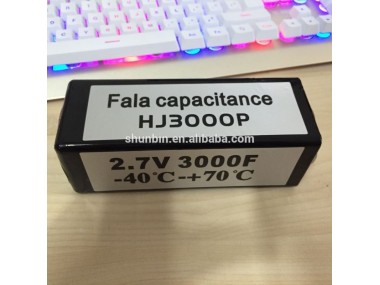 Fala capacitance
HJ3000P
shunbin.en.alibaba.com
2.7V 3000F
-40℃-+70℃